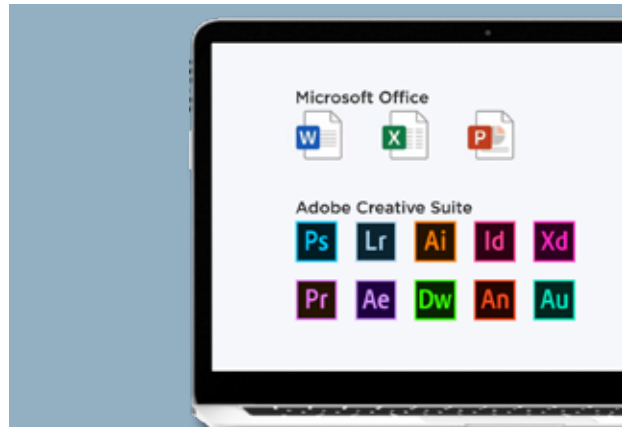 Microsoft Office
W X P
Adobe Creative Suite
Ps Lr Ai Id Xd
Pr Ae Dw An Au